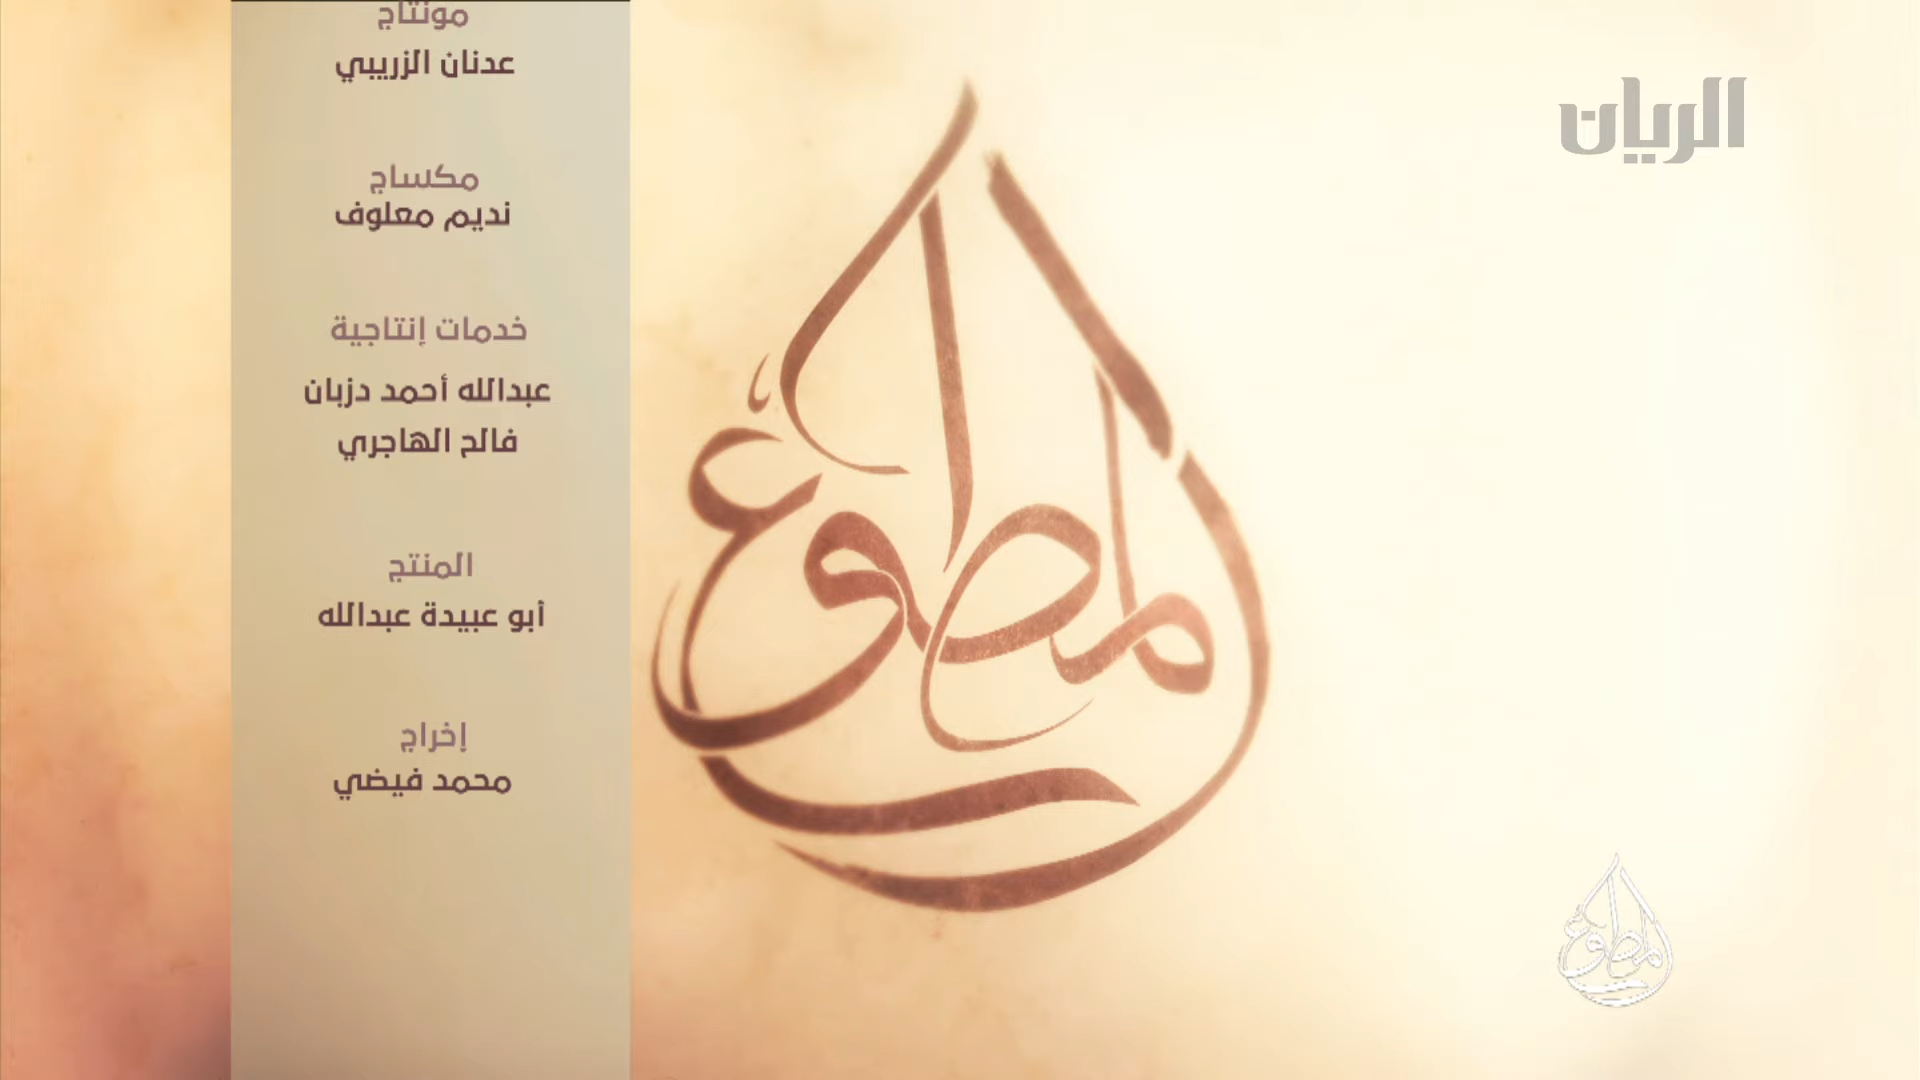 مونتاج
عدنان الزريبي
مكساج
نديم معلوف
خدمات إنتاجية
عبدالله أحمد دزبان
فالح الهاجري
المنتج
أبو عبيدة عبدالله
إخراج
محمد فيضي
المطوع
الريان
المطوع